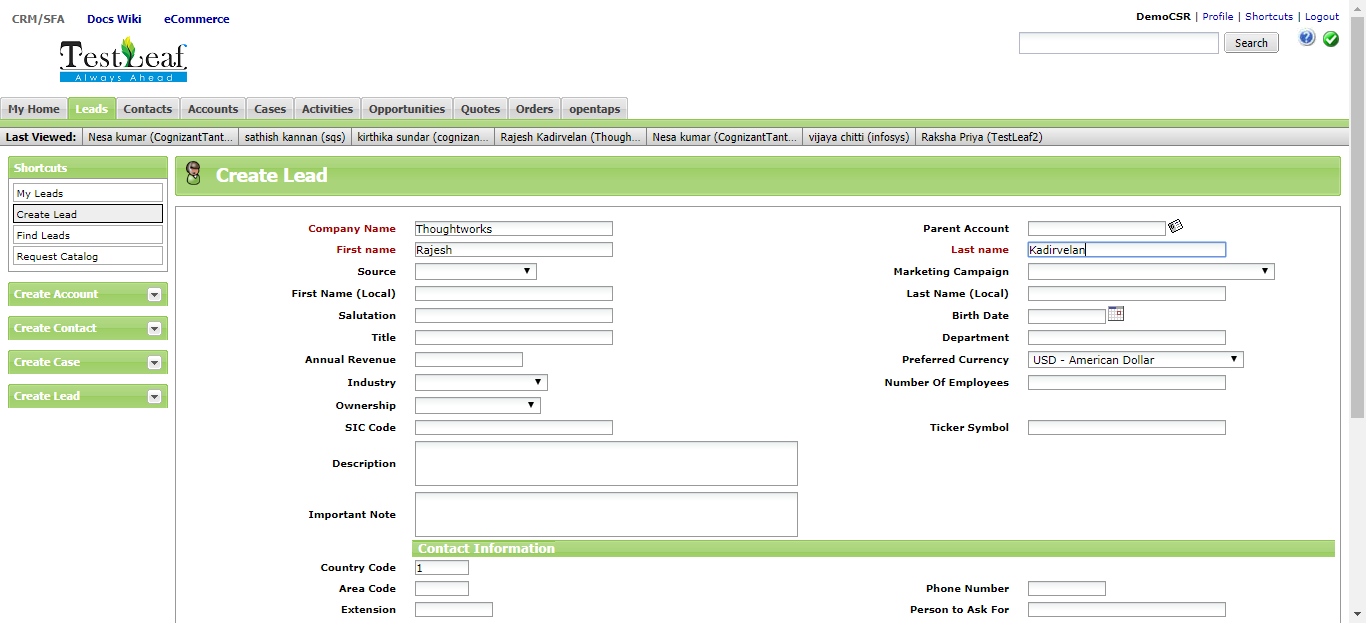 CRM/SFA Docs Wiki eCommerce
DemoCSR | Profile | Shortcuts | Logout
TestLeaf
Always Ahead
Search
My Home Leads Contacts Accounts Cases Activities Opportunities Quotes Orders opentaps
Last Viewed: Nesa kumar (CognizantTant... sathish kannan (sqs) kirthika sundar (cognizan... Rajesh Kadirvelan (Though... Nesa kumar (CognizantTant... vijaya chitti (infosys) Raksha Priya (TestLeaf2)
Shortcuts
My Leads
Create Lead
Find Leads
Request Catalog
Create Account
Create Contact
Create Case
Create Lead
Create Lead
Company Name Thoughtworks Parent Account
First name Rajesh Last name Kadirvelan
Source Marketing Campaign
First Name (Local) Last Name (Local)
Salutation Birth Date
Title Department
Annual Revenue Preferred Currency USD - American Dollar
Industry Number Of Employees
Ownership
SIC Code Ticker Symbol
Description
Important Note
Contact Information
Country Code 1
Area Code Phone Number
Extension Person to Ask For